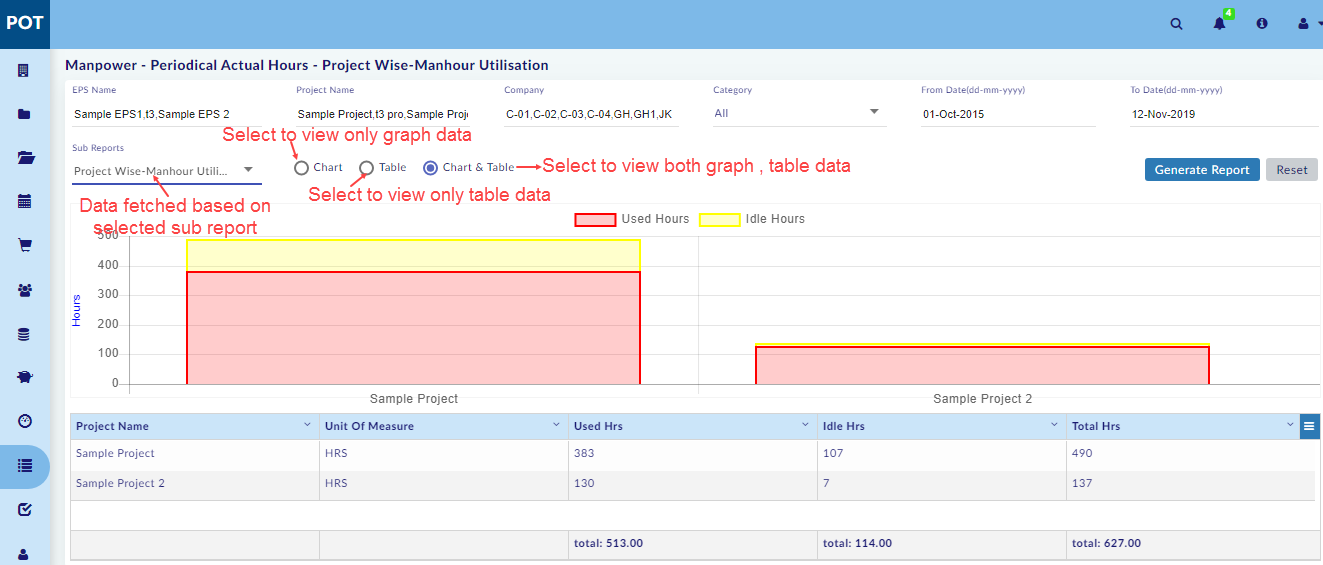 POT
4
Manpower - Periodical Actual Hours - Project Wise-Manhour Utilisation
EPS Name
Project Name
Company
Category
From Date(dd-mm-yyyy)
To Date(dd-mm-yyyy)
Sample EPS1,t3,Sample EPS 2
Sample Project,t3 pro,Sample Proj
C-01,C-02,C-03,C-04,GH,GH1,JK
All
01-Oct-2015
12-Nov-2019
Select to view only graph data
Sub Reports
Project Wise-Manhour Utili...
Chart
Table
Chart & Table
Select to view both graph , table data
Generate Report
Reset
Select to view only table data
Data fetched based on
selected sub report
Used Hours
Idle Hours
500
400
300
200
100
0
Hours
Sample Project
Sample Project 2
Project Name
Unit Of Measure
Used Hrs
Idle Hrs
Total Hrs
Sample Project
HRS
383
107
490
Sample Project 2
HRS
130
7
137
total: 513.00
total: 114.00
total: 627.00